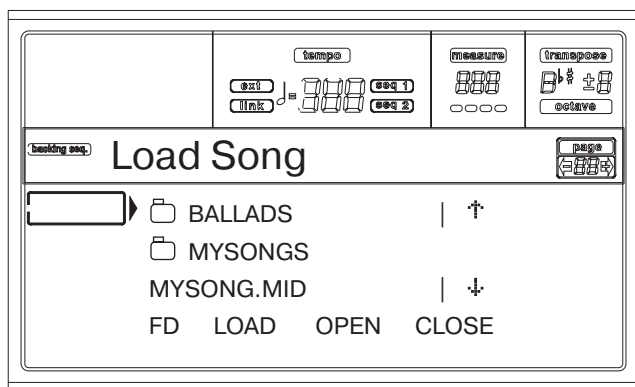 tempo
measure
transpose
ext
seq 1
link
seq 2
octave
backing seq.
Load Song
page
BALLADS
MYSONGS
MYSONG.MID
FD LOAD OPEN CLOSE